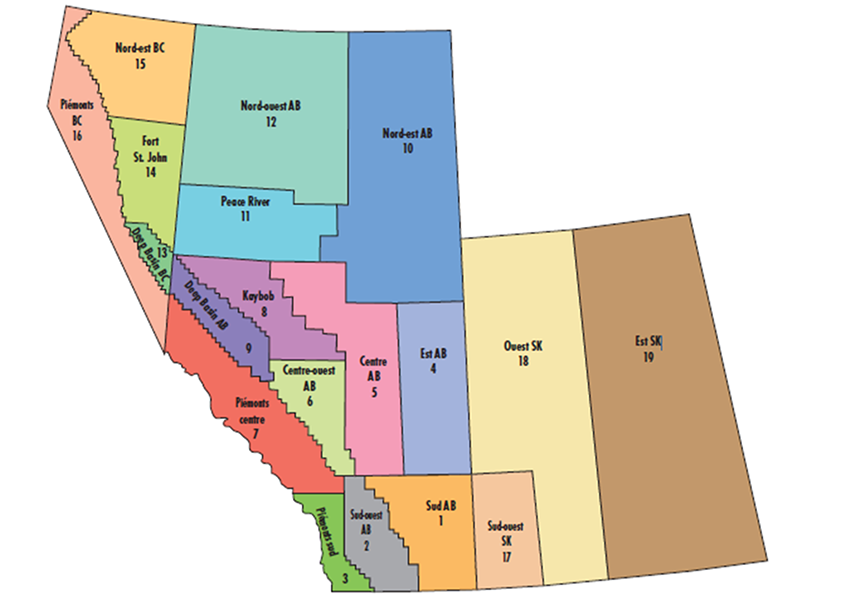 Nord-est BC
15
Piémonts
BC
16
Nord-ouest AB
12
Nord-est AB
10
Fort
St. John
14
Peace River
11
13
Deep Basin BC
Deep Basin AB
9
Kaybob
8
Centre
AB
5
Est AB
4
Ouest SK
18
Est SK
19
Centre-ouest
AB
6
Piémonts
centre
7
Sud AB
1
Sud-ouest
AB
2
Sud-ouest
SK
17
Piémonts sud
3